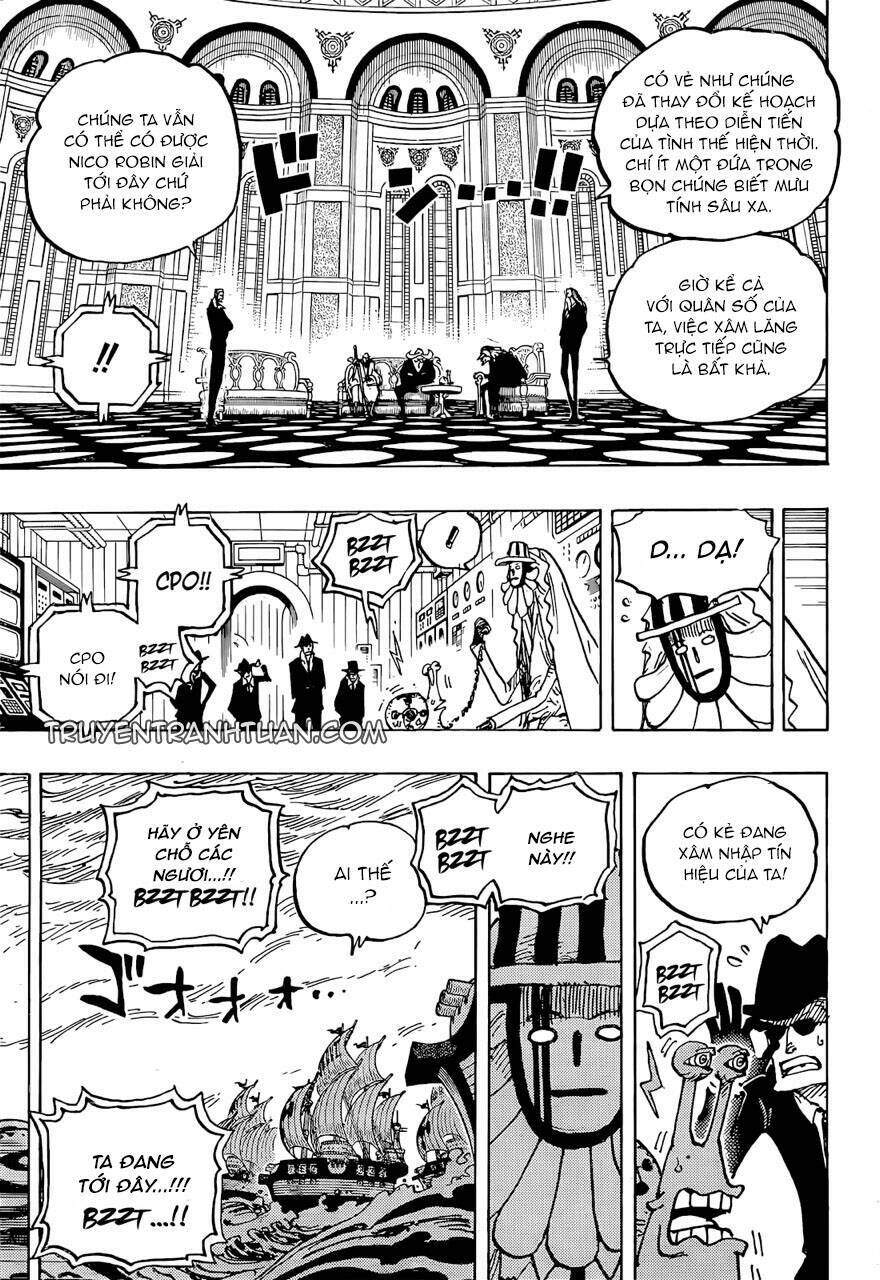 CÓ VẺ NHƯ CHÚNG
ĐÃ THAY ĐỔI KẾ HOẠCH
DỰA THEO DIỄN TIẾN
CỦA TÌNH THẾ HIỆN THỜI.
CHÍ ÍT MỘT ĐỨA TRONG
BỌN CHÚNG BIẾT MƯU
TÍNH SÂU XA.
GIỜ KỂ CẢ
VỚI QUÂN SỐ CỦA
TA, VIỆC XÂM LĂNG
TRỰC TIẾP CŨNG
LÀ BẤT KHẢ.
ドン...!!
CHÚNG TA VẪN
CÓ THỂ CÓ ĐƯỢC
NICO ROBIN GIẢI
TỚI ĐÂY CHỨ
PHẢI KHÔNG?
!!
D... DẠ!
!
BZZT
BZZT
CPO!!
BZZT
BZZT
CPO
NÓI ĐI!
TRUYENTRANHTUAN.COM
CÓ KẺ ĐANG
XÂM NHẬP TÍN
HIỆU CỦA TA!
BZZT
BZZT
NGHE
NÀY!!
BZZT
BZZT
AI THẾ
...?
HÃY Ở YÊN
CHỖ CÁC
NGƯƠI...!!
BZZT BZZT!!
ゴオオオ...
TA ĐANG
TỚI ĐÂY...!!!
BZZT...!!